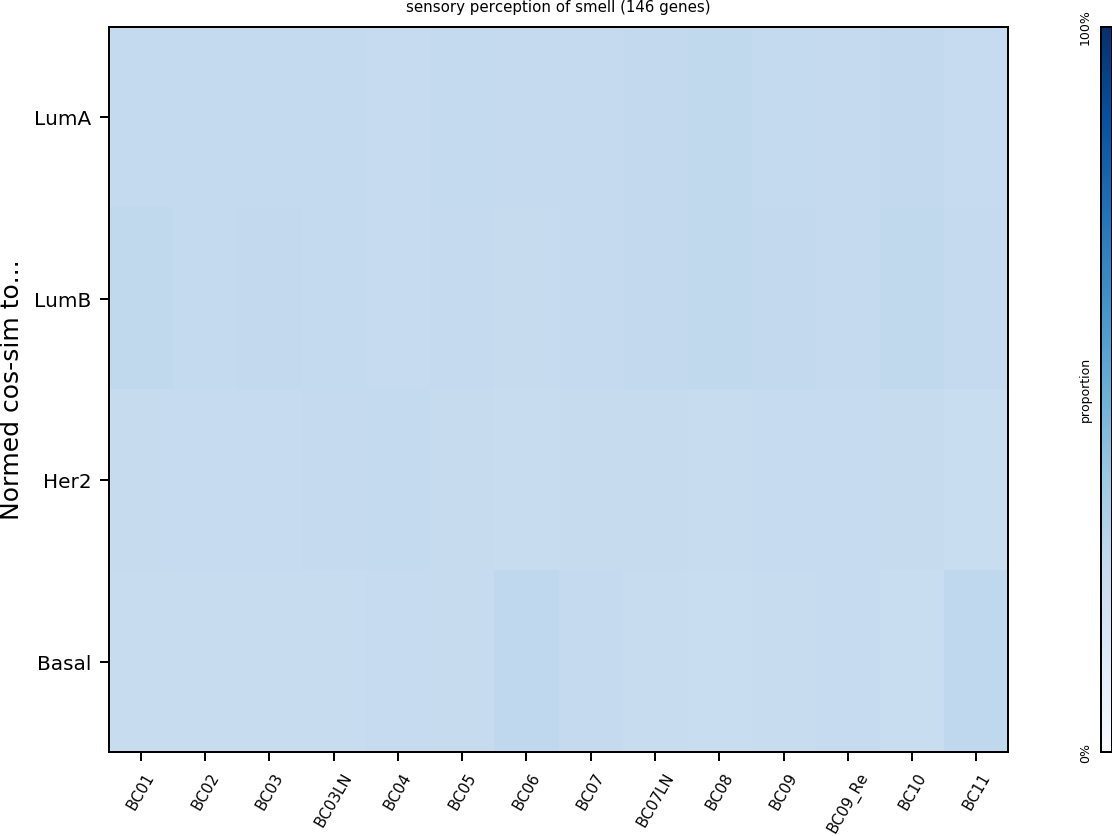 sensory perception of smell (146 genes)
Normed cos-sim to...
LumA
LumB
Her2
Basal
BC01
BC02
BC03
BC03LN
BC04
BC05
BC06
BC07
BC07LN
BC08
BC09
BC09_Re
BC10
BC11
100%
proportion
0%